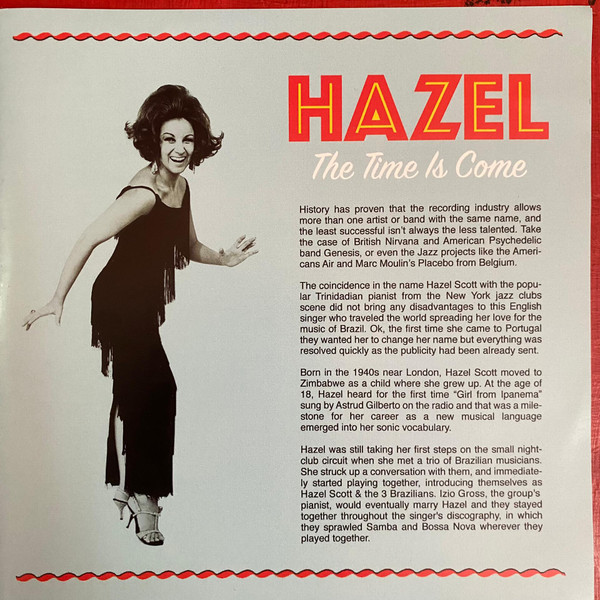 HAZEL
The Time Is Come
History has proven that the recording industry allows
more than one artist or band with the same name, and
the least successful isn't always the less talented. Take
the case of British Nirvana and American Psychedelic
band Genesis, or even the Jazz projects like the Ameri-
cans Air and Marc Moulin's Placebo from Belgium.
The coincidence in the name Hazel Scott with the popu-
lar Trinidadian pianist from the New York jazz clubs
scene did not bring any disadvantages to this English
singer who traveled the world spreading her love for the
music of Brazil. Ok, the first time she came to Portugal
they wanted her to change her name but everything was
resolved quickly as the publicity had been already sent.
Born in the 1940s near London, Hazel Scott moved to
Zimbabwe as a child where she grew up. At the age of
18, Hazel heard for the first time "Girl from Ipanema"
sung by Astrud Gilberto on the radio and that was a mile-
stone for her career as a new musical language
emerged into her sonic vocabulary.
Hazel was still taking her first steps on the small night-
club circuit when she met a trio of Brazilian musicians.
She struck up a conversation with them, and immediate-
ly started playing together, introducing themselves as
Hazel Scott & the 3 Brazilians. Izio Gross, the group's
pianist, would eventually marry Hazel and they stayed
together throughout the singer's discography, in which
they sprawled Samba and Bossa Nova wherever they
played together.